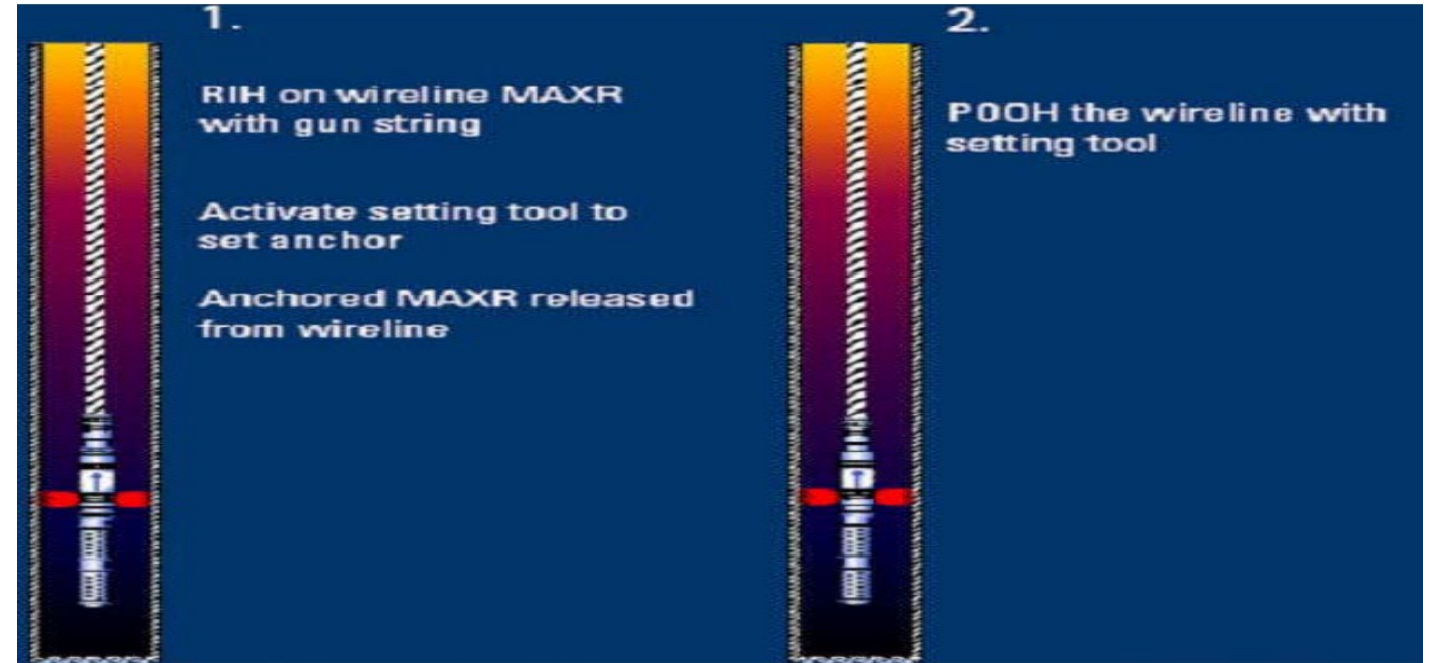 1.
RIH on wireline MAXR
with gun string
Activate setting tool to
set anchor
Anchored MAXR released
from wireline
2.
POOH the wireline with
setting tool